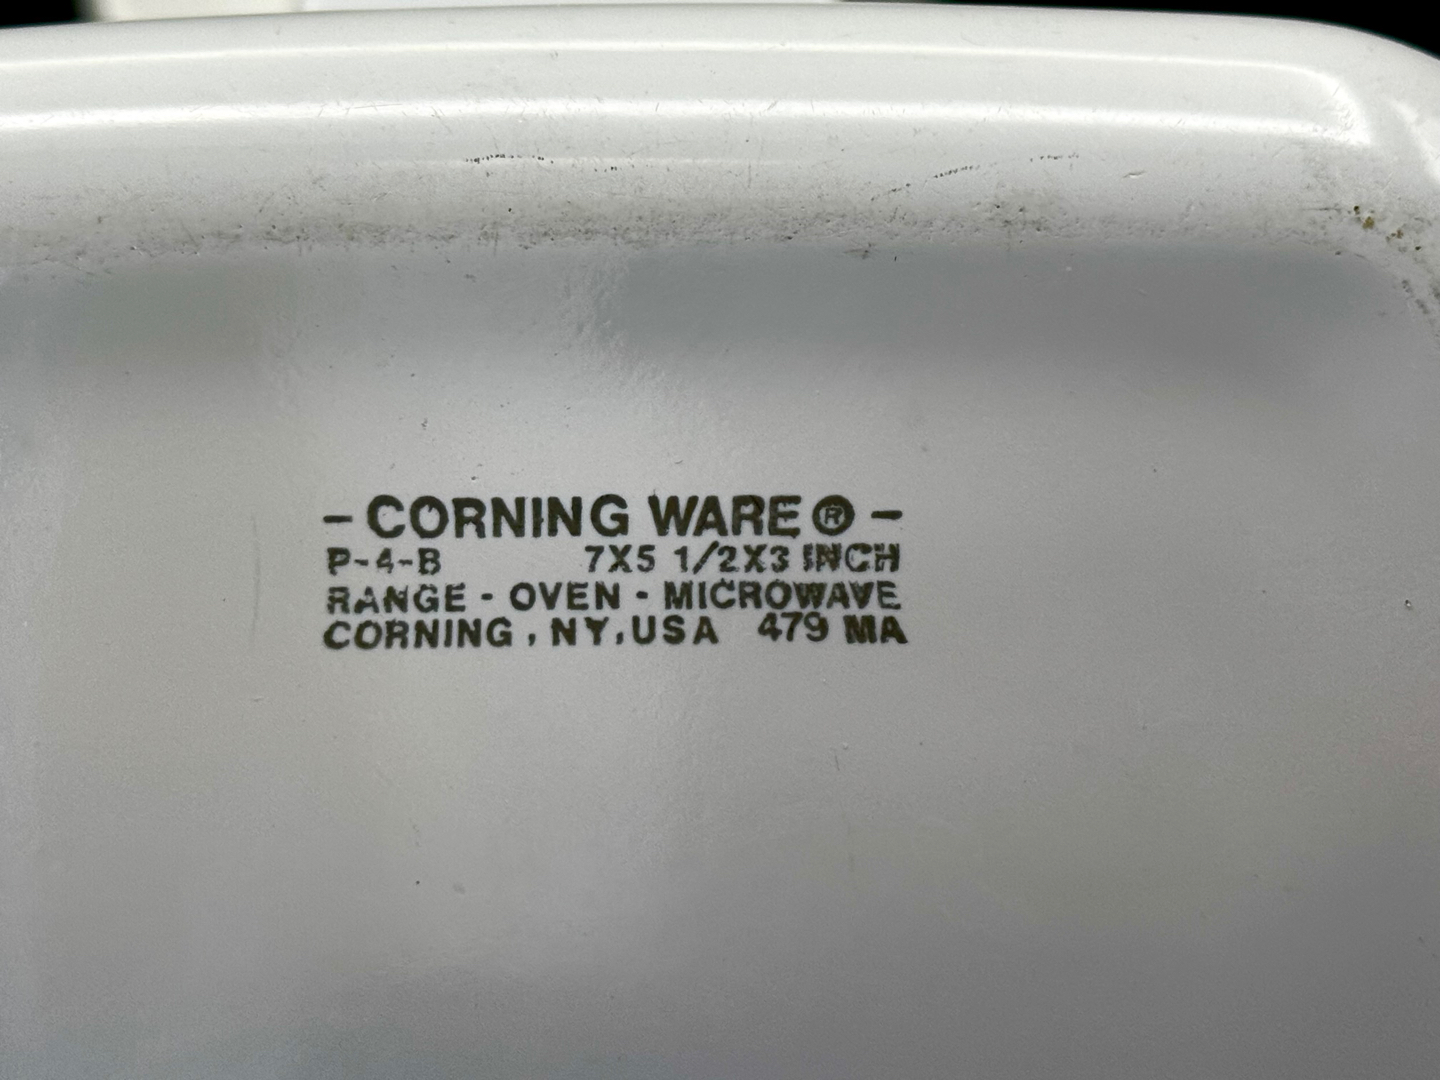 - CORNING WARE ® -
P-4-B 7X5 1/2X3 INCH
RANGE - OVEN - MICROWAVE
CORNING, NY, USA 479 MA